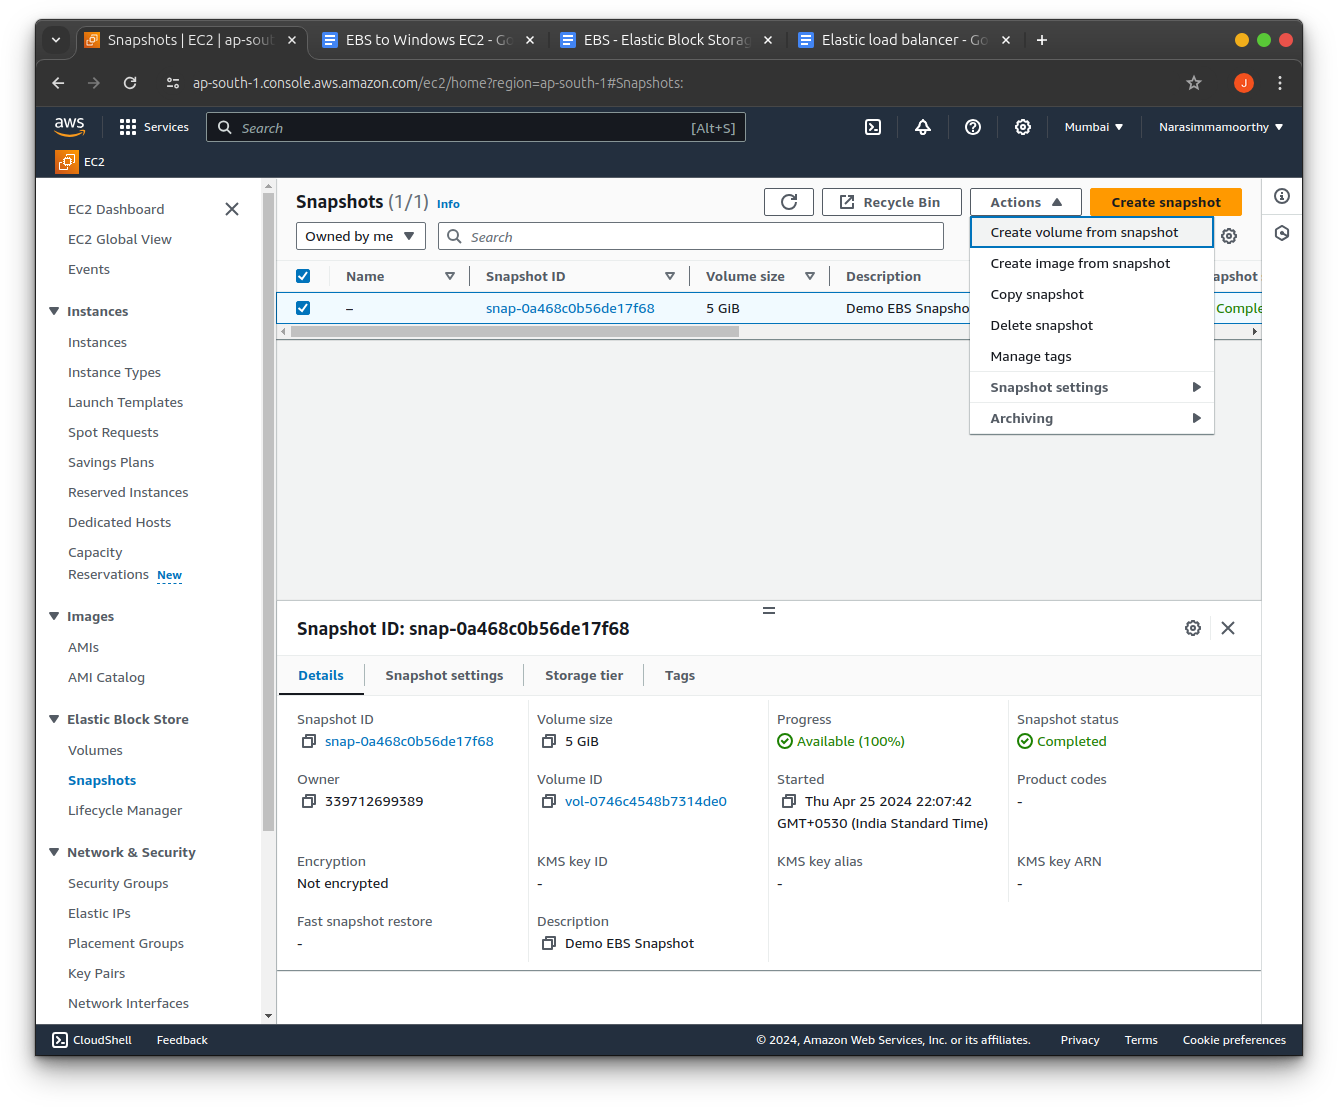 Snapshots | EC2 | ap-sout
EBS to Windows EC2 - Go
EBS - Elastic Block Storag
Elastic load balancer - Go
ap-south-1.console.aws.amazon.com/ec2/home?region=ap-south-1#Snapshots:
J
aws
Services
Search
[Alt+S]
Mumbai
Narasimmamoorthy
EC2
EC2 Dashboard
EC2 Global View
Events
Instances
Instances
Instance Types
Launch Templates
Spot Requests
Savings Plans
Reserved Instances
Dedicated Hosts
Capacity
Reservations New
Images
AMIs
AMI Catalog
Elastic Block Store
Volumes
Snapshots
Lifecycle Manager
Network & Security
Security Groups
Elastic IPs
Placement Groups
Key Pairs
Network Interfaces
Snapshots (1/1) Info
Recycle Bin
Actions
Create snapshot
Owned by me
Search
Create volume from snapshot
Create image from snapshot
Copy snapshot
Delete snapshot
Manage tags
Snapshot settings
Archiving
Name
Snapshot ID
Volume size
Description
apshot
–
snap-0a468c0b56de17f68
5 GiB
Demo EBS Snapsho
Comple
Snapshot ID: snap-0a468c0b56de17f68
Details
Snapshot settings
Storage tier
Tags
Snapshot ID
snap-0a468c0b56de17f68
Volume size
5 GiB
Progress
Available (100%)
Snapshot status
Completed
Owner
339712699389
Volume ID
vol-0746c4548b7314de0
Started
Thu Apr 25 2024 22:07:42
GMT+0530 (India Standard Time)
Product codes
-
Encryption
Not encrypted
KMS key ID
-
KMS key alias
-
KMS key ARN
-
Fast snapshot restore
-
Description
Demo EBS Snapshot
CloudShell
Feedback
© 2024, Amazon Web Services, Inc. or its affiliates.
Privacy
Terms
Cookie preferences